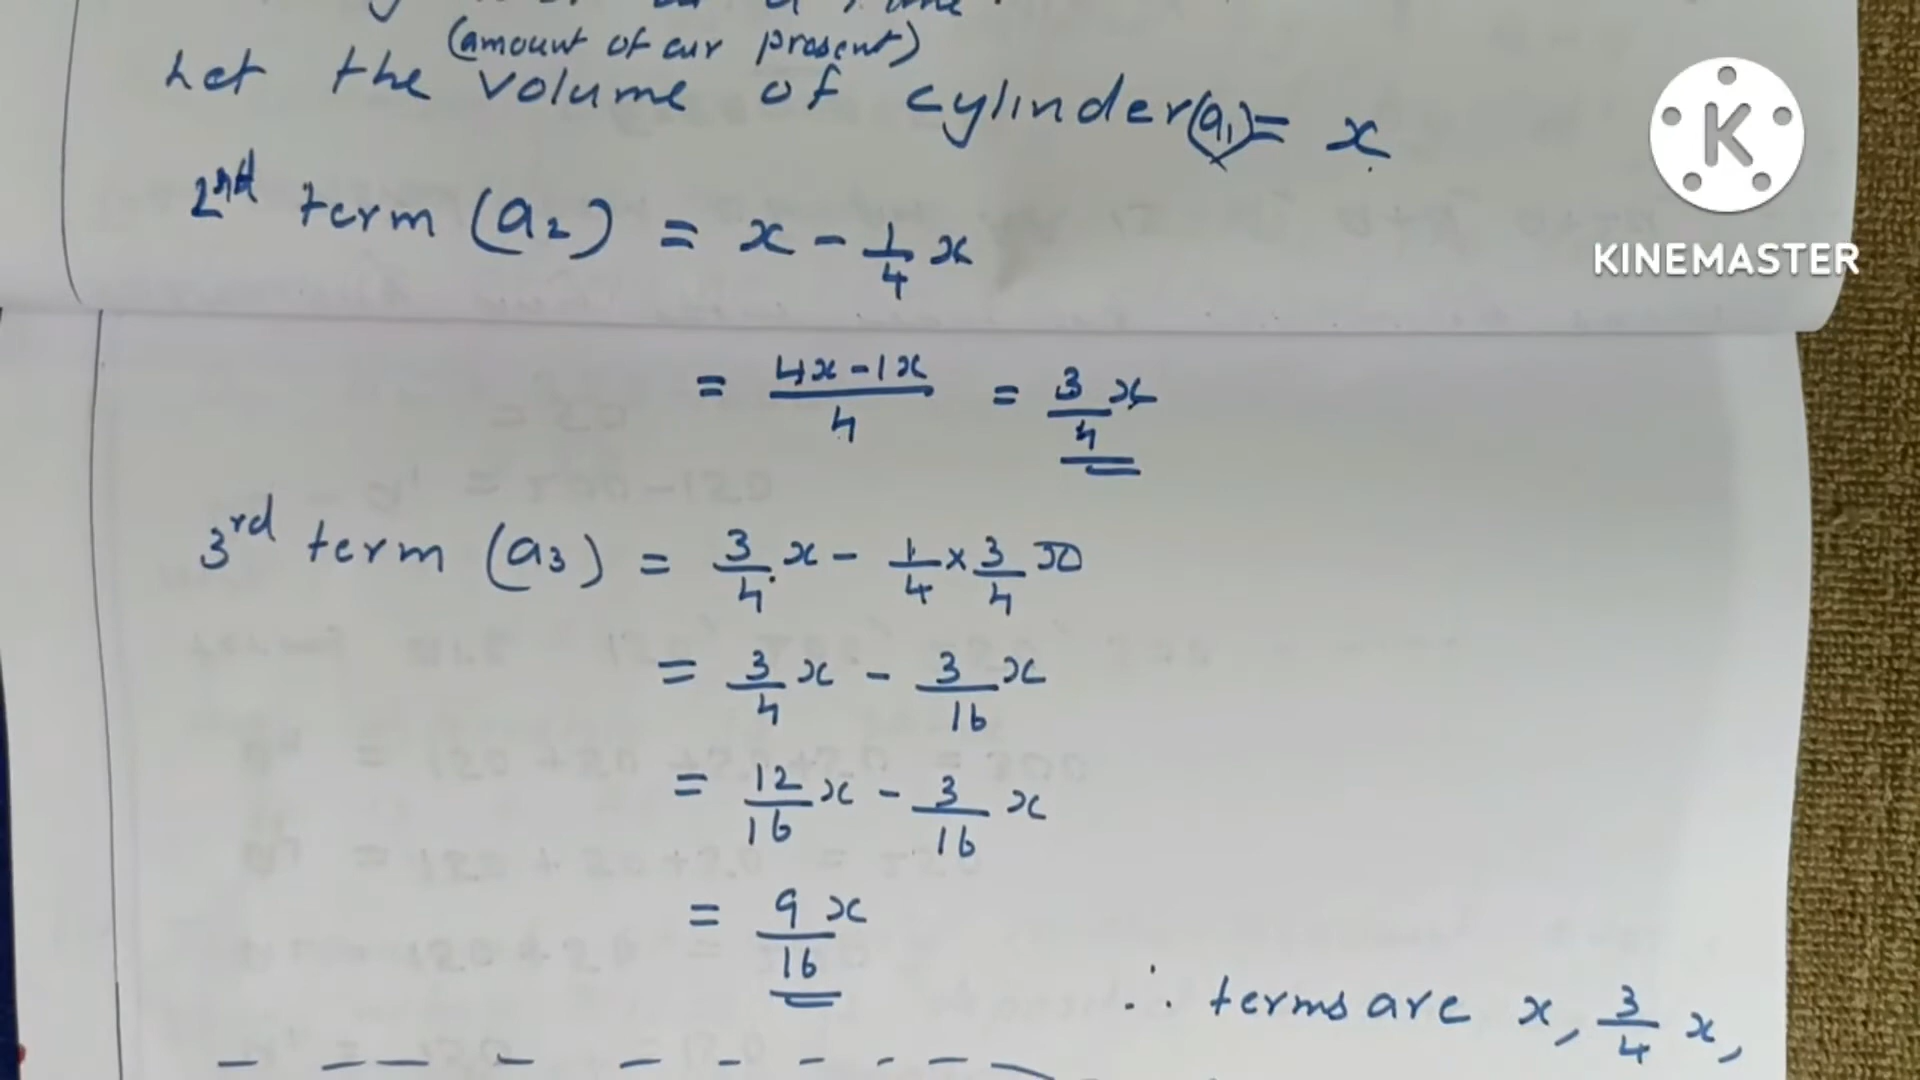 (amount of air present)
Let the volume of cylinder (a₁) = x
2nd term (a₂) = x - 1/4 x
= 4x - 1x / 4 = 3/4 x
3rd term (a₃) = 3/4 x - 1/4 × 3/4 x
= 3/4 x - 3/16 x
= 12/16 x - 3/16 x
= 9x/16
∴ terms are x, 3/4 x,
K
KINEMASTER